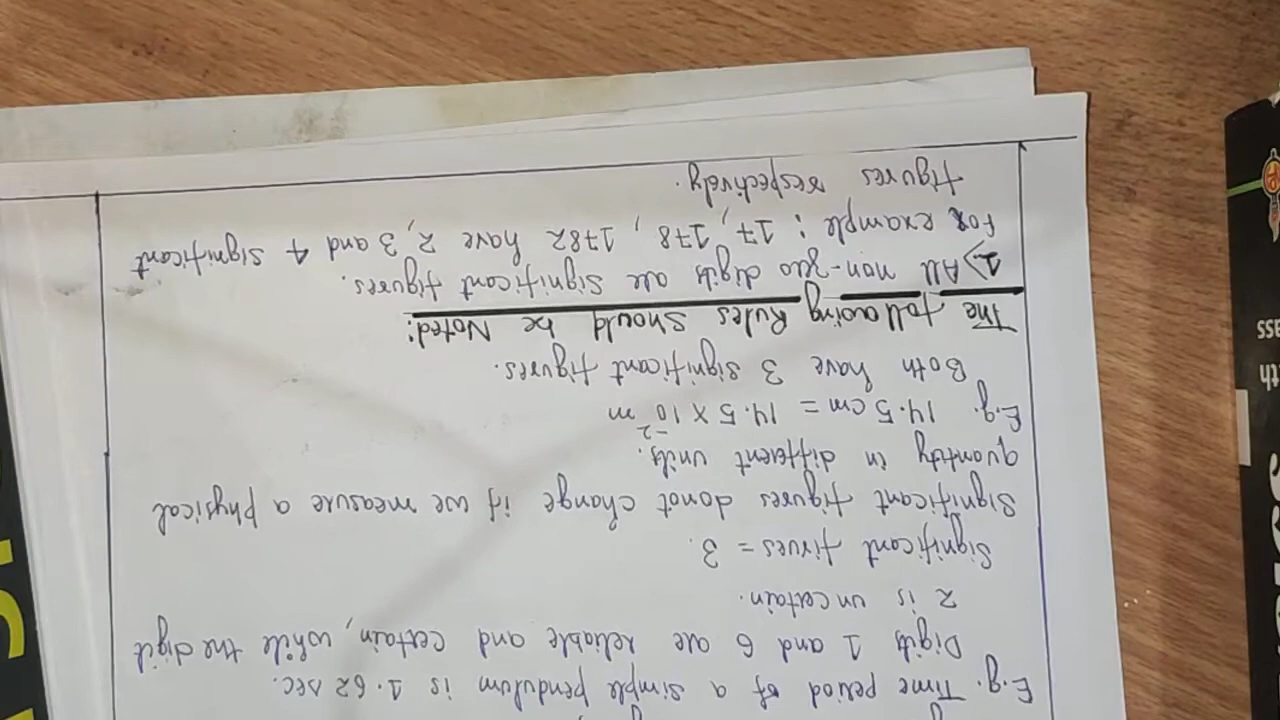 E.g. Time period of a simple pendulum is 1.62 sec.
Digits 1 and 6 are reliable and certain, while the digit
2 is uncertain.
Significant firues = 3.
Significant figures donot change if we measure a physical
quantity in different units.
E.g. 14.5 cm = 14.5 × 10⁻² m
Both have 3 significant figures.
The following Rules Should be Noted:
1) All non-zero digits are significant figures.
For example : 17, 178, 1782 have 2, 3 and 4 significant
figures respectively.